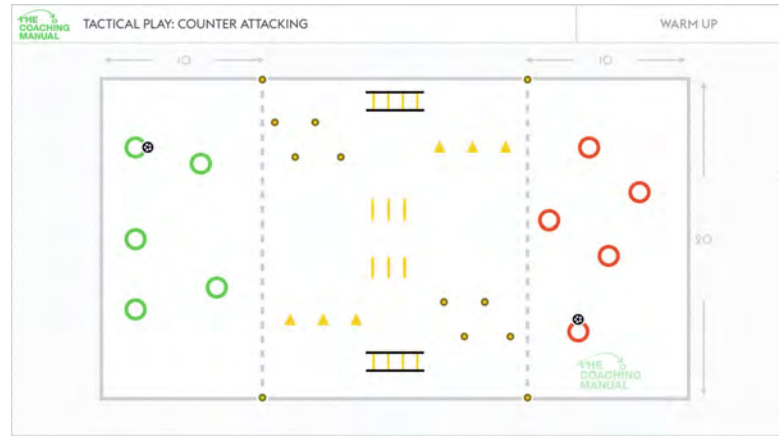 THE
COACHING
MANUAL
TACTICAL PLAY: COUNTER ATTACKING
WARM UP
10
10
20
THE
COACHING
MANUAL